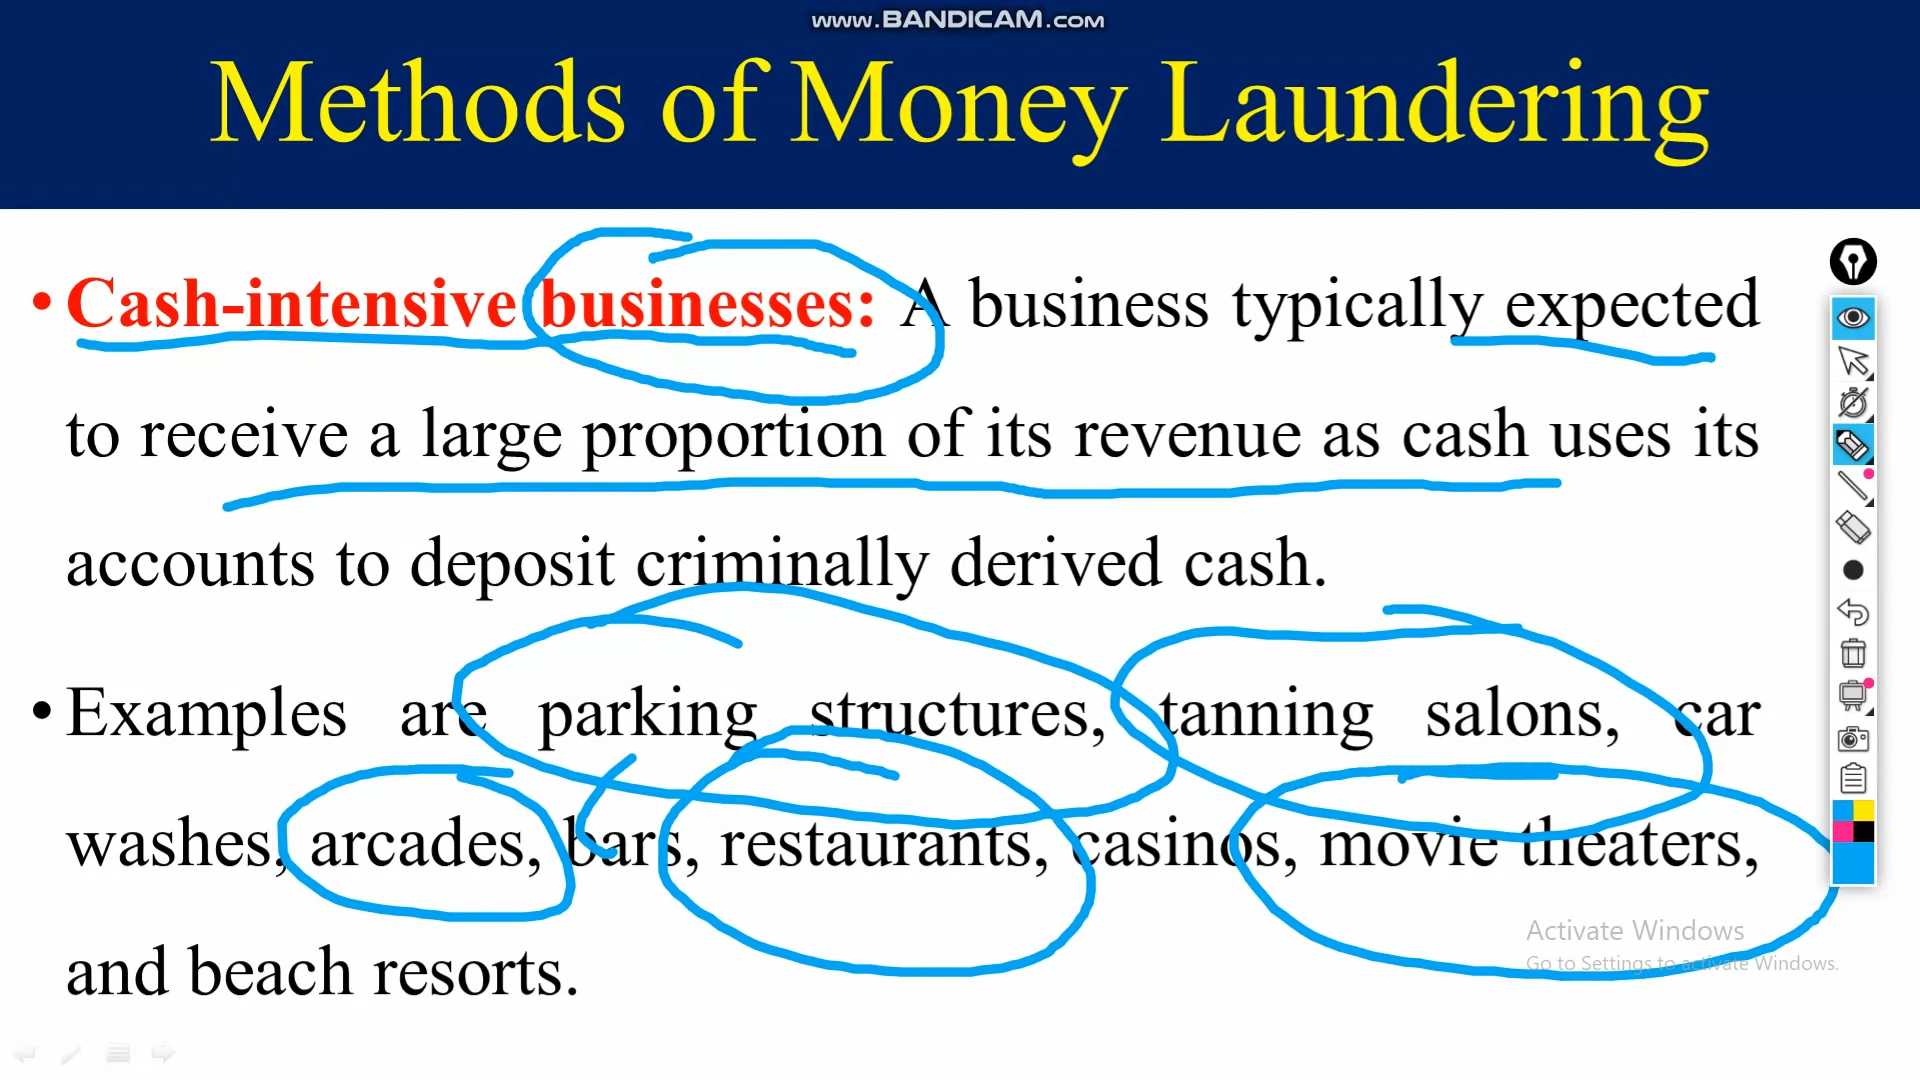 www.BANDICAM.com
Methods of Money Laundering
• Cash-intensive businesses: A business typically expected
to receive a large proportion of its revenue as cash uses its
accounts to deposit criminally derived cash.
• Examples are parking structures, tanning salons, car
washes, arcades, bars, restaurants, casinos, movie theaters,
and beach resorts.
Activate Windows
Go to Settings to activate Windows.